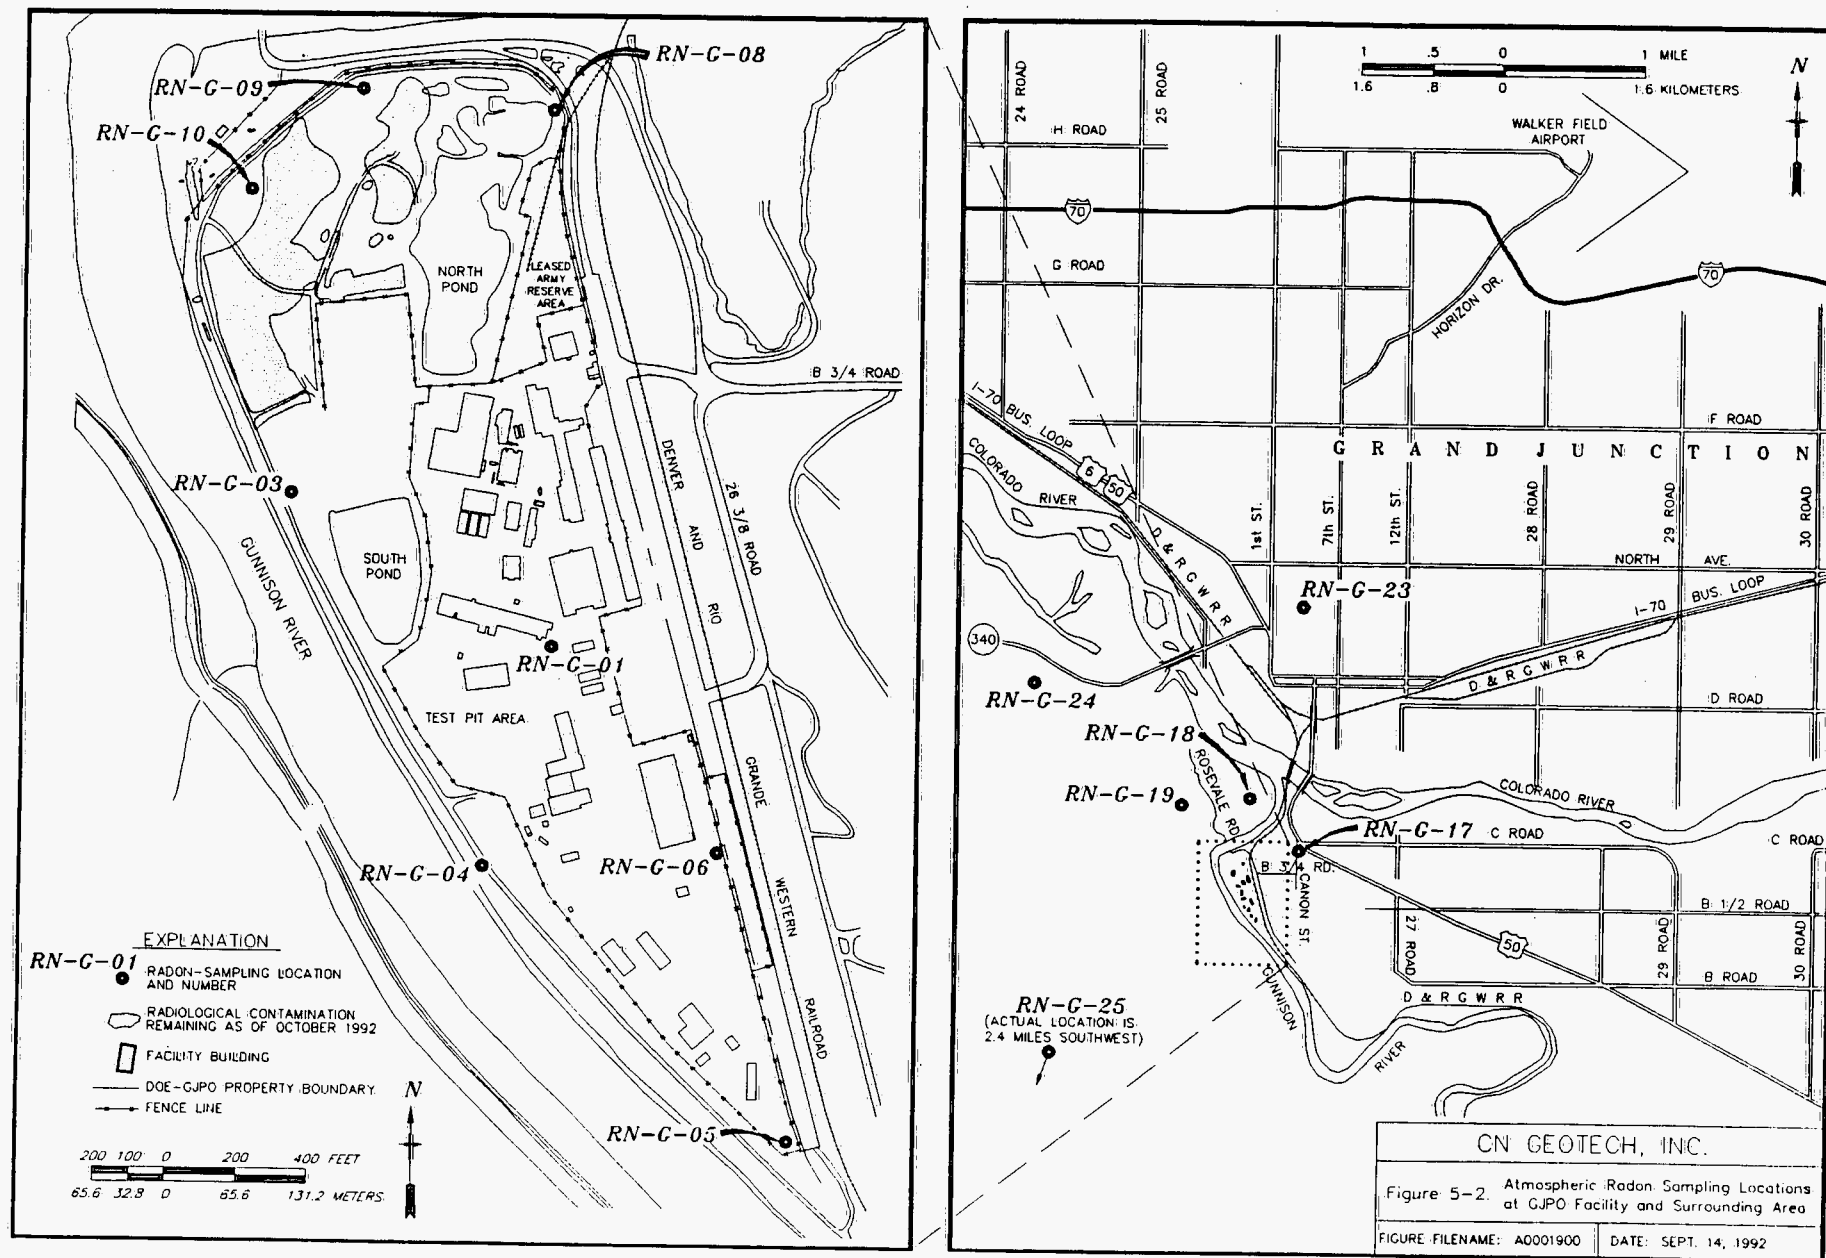 RN-G-08
RN-G-09
RN-G-10
NORTH
POND
LEASED
ARMY
RESERVE
AREA
B 3/4 ROAD
DENVER
AND
RIO
GRANDE
WESTERN
RAILROAD
26 3/8 ROAD
RN-G-03
GUNNISON RIVER
SOUTH
POND
RN-G-01
TEST PIT AREA
RN-G-04
RN-G-06
RN-G-05
EXPLANATION
RN-G-01
RADON-SAMPLING LOCATION
AND NUMBER
RADIOLOGICAL CONTAMINATION
REMAINING AS OF OCTOBER 1992
FACILITY BUILDING
DOE-GJPO PROPERTY BOUNDARY
FENCE LINE
N
200 100 0 200 400 FEET
65.6 32.8 0 65.6 131.2 METERS
1 .5 0 1 MILE
1.6 .8 0 1.6 KILOMETERS
N
24 ROAD
25 ROAD
H ROAD
WALKER FIELD
AIRPORT
70
G ROAD
70
HORIZON DR.
I-70 BUS. LOOP
F ROAD
GRAND JUNCTION
6
50
COLORADO
RIVER
D & R G W R R
1st ST.
7th ST.
12th ST.
28 ROAD
29 ROAD
30 ROAD
NORTH AVE.
RN-G-23
I-70 BUS. LOOP
340
D & R G W R R
RN-G-24
D ROAD
RN-G-18
ROSEVALE RD.
RN-G-19
COLORADO RIVER
RN-G-17
C ROAD
C ROAD
B 3/4 RD.
CANON ST.
B 1/2 ROAD
27 ROAD
50
29 ROAD
30 ROAD
B ROAD
D & R G W R R
GUNNISON
RIVER
RN-G-25
(ACTUAL LOCATION IS
2.4 MILES SOUTHWEST)
CN GEOTECH, INC.
Figure 5-2. Atmospheric Radon Sampling Locations
at GJPO Facility and Surrounding Area
FIGURE FILENAME: A0001900
DATE: SEPT. 14, 1992